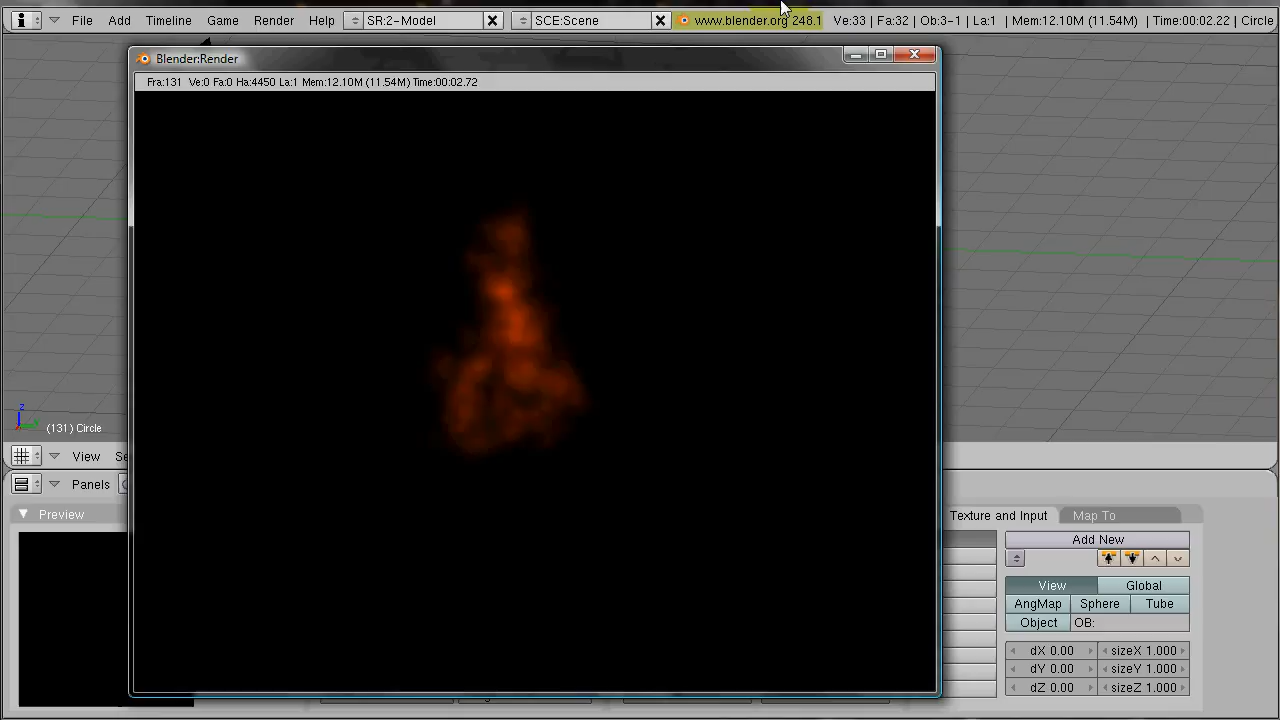 File Add Timeline Game Render Help SR:2-Model SCE:Scene www.blender.org 248.1 Ve:33 | Fa:32 | Ob:3-1 | La:1 | Mem:12.10M (11.54M) | Time:00:02.22 | Circle
Blender:Render
Fra:131 Ve:0 Fa:0 Ha:4450 La:1 Mem:12.10M (11.54M) Time:00:02.72
z
(131) Circle
View
Panels
Preview
Texture and Input Map To
Add New
View Global
AngMap Sphere Tube
Object OB:
dX 0.00 sizeX 1.000
dY 0.00 sizeY 1.000
dZ 0.00 sizeZ 1.000